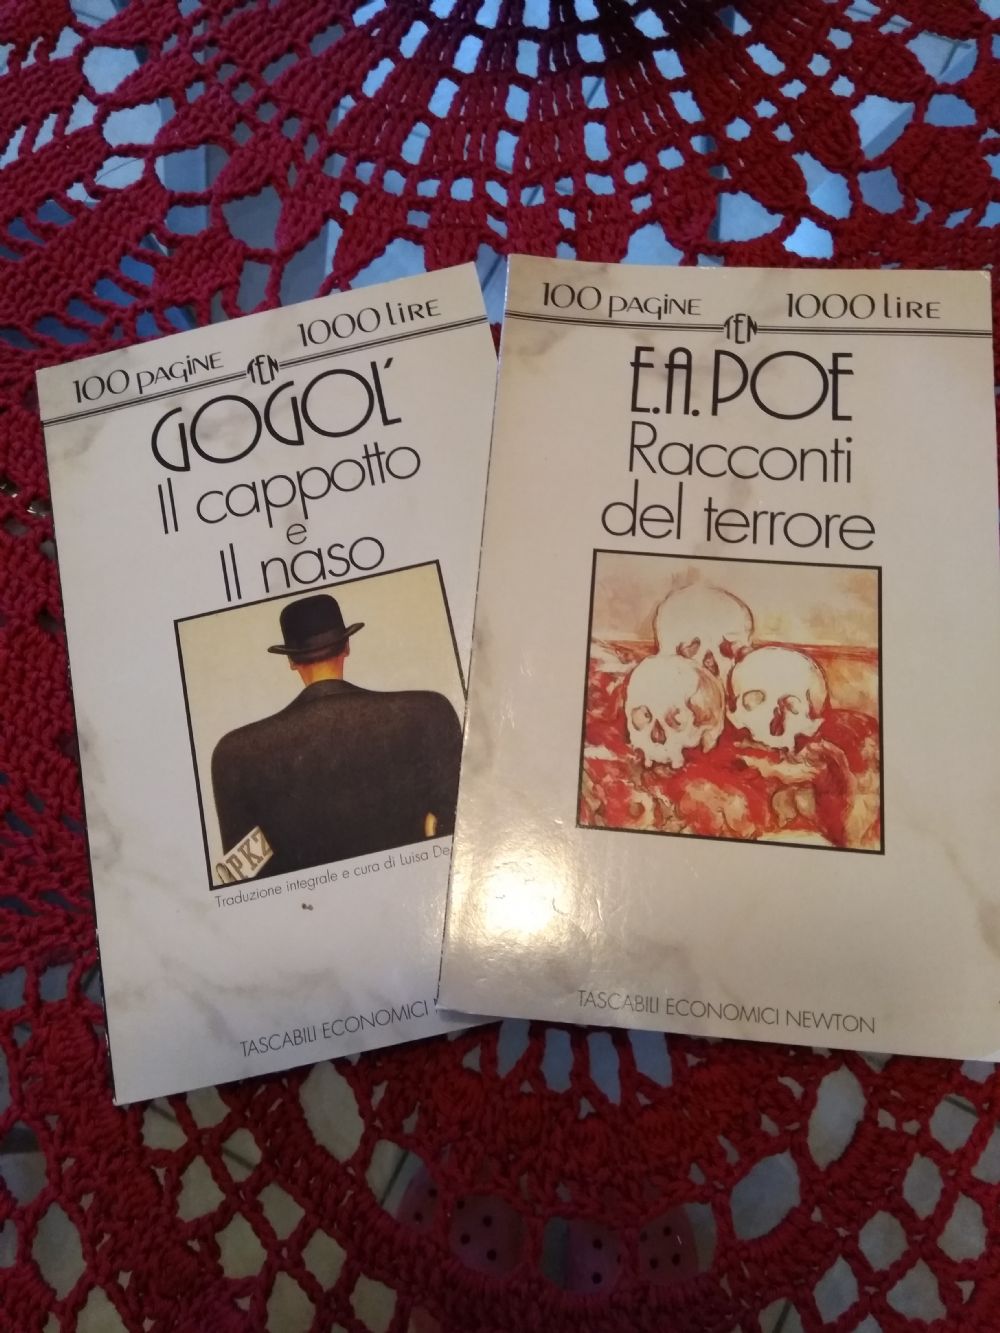 100 PAGINE TEN 1000 LIRE
GOGOL'
Il cappotto
e
Il naso
OPKZ
Traduzione integrale e cura di Luisa De
TASCABILI ECONOMICI
100 PAGINE TEN 1000 LIRE
E.A. POE
Racconti
del terrore
TASCABILI ECONOMICI NEWTON